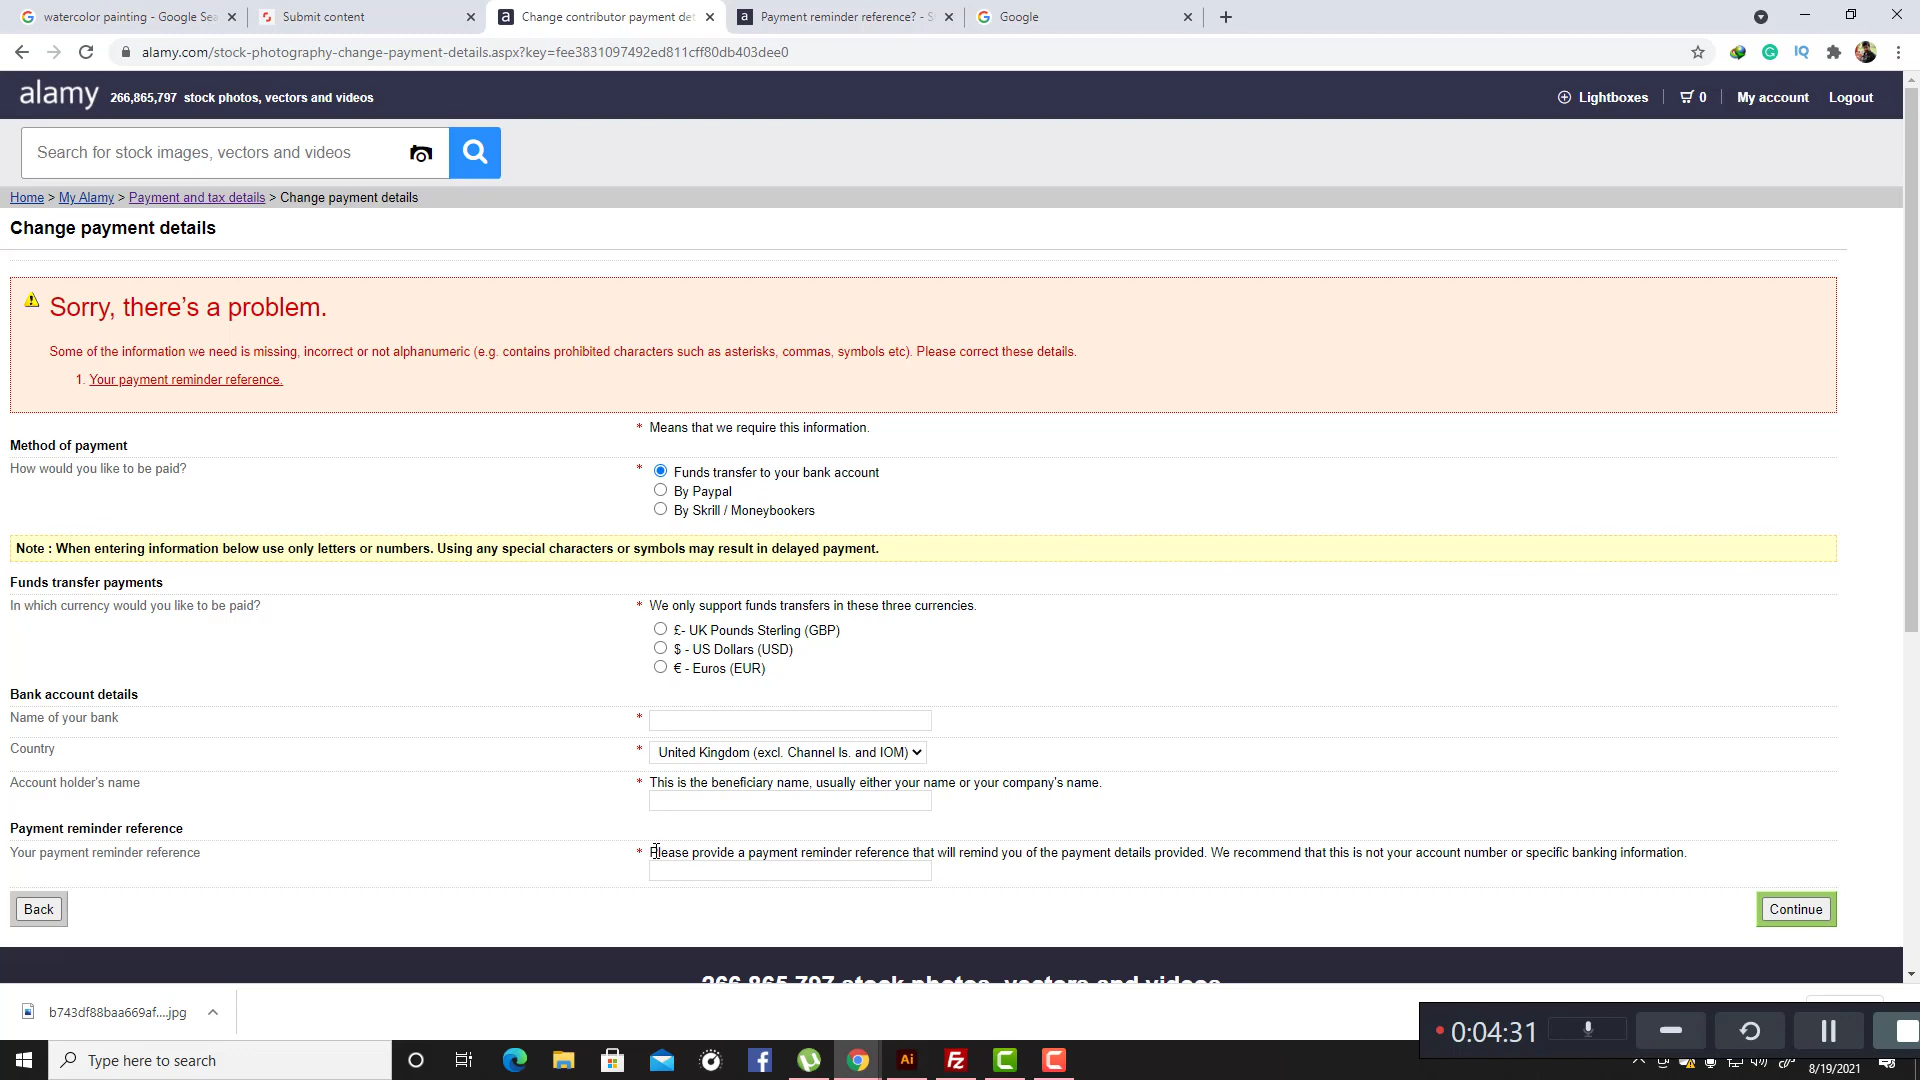 watercolor painting - Google Sea
Submit content
Change contributor payment det
Payment reminder reference? - S
Google
alamy.com/stock-photography-change-payment-details.aspx?key=fee3831097492ed811cff80db403dee0
alamy 266,865,797 stock photos, vectors and videos
Lightboxes 0 My account Logout
Search for stock images, vectors and videos
Home > My Alamy > Payment and tax details > Change payment details
Change payment details
Sorry, there's a problem.
Some of the information we need is missing, incorrect or not alphanumeric (e.g. contains prohibited characters such as asterisks, commas, symbols etc). Please correct these details.
1. Your payment reminder reference.
* Means that we require this information.
Method of payment
How would you like to be paid? * Funds transfer to your bank account
By Paypal
By Skrill / Moneybookers
Note : When entering information below use only letters or numbers. Using any special characters or symbols may result in delayed payment.
Funds transfer payments
In which currency would you like to be paid? * We only support funds transfers in these three currencies.
£- UK Pounds Sterling (GBP)
$ - US Dollars (USD)
€ - Euros (EUR)
Bank account details
Name of your bank *
Country * United Kingdom (excl. Channel Is. and IOM)
Account holder's name * This is the beneficiary name, usually either your name or your company's name.
Payment reminder reference
Your payment reminder reference * Please provide a payment reminder reference that will remind you of the payment details provided. We recommend that this is not your account number or specific banking information.
Back
Continue
266,865,797 stock photos, vectors and videos
b743df88baa669af....jpg
0:04:31
Type here to search
8/19/2021